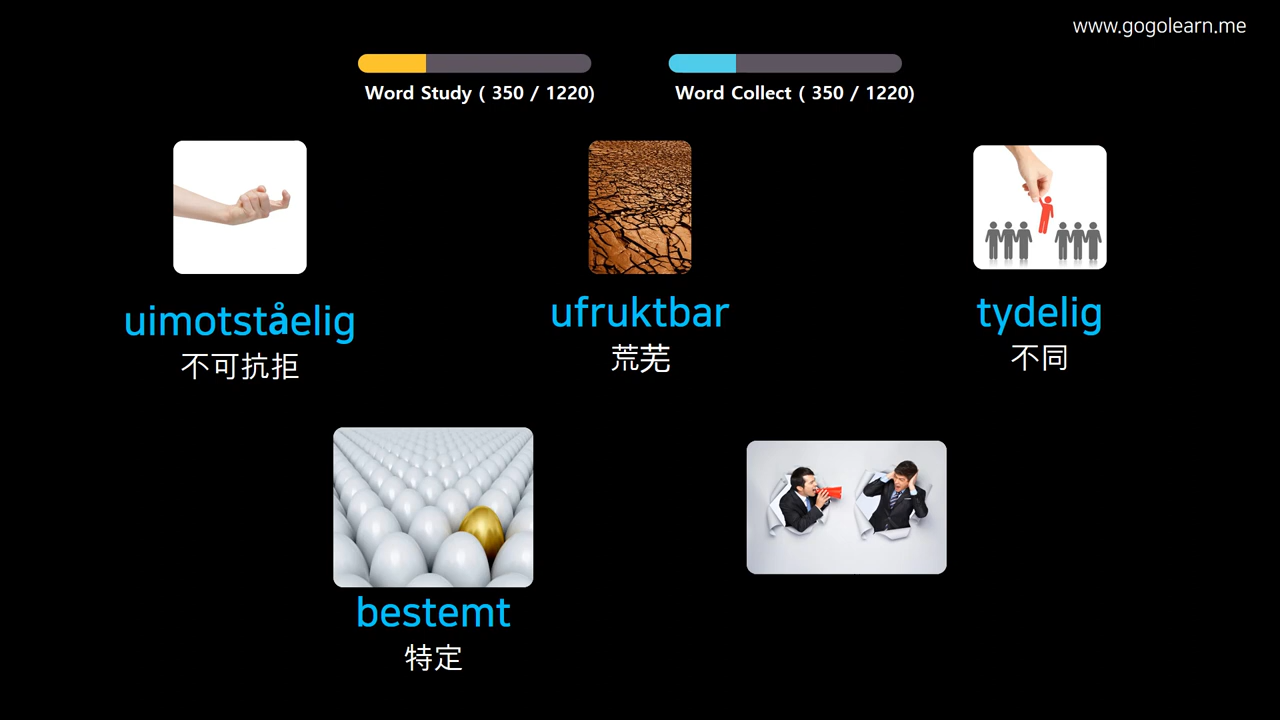 www.gogolearn.me
Word Study ( 350 / 1220)
Word Collect ( 350 / 1220)
uimotståelig
不可抗拒
ufruktbar
荒芜
tydelig
不同
bestemt
特定